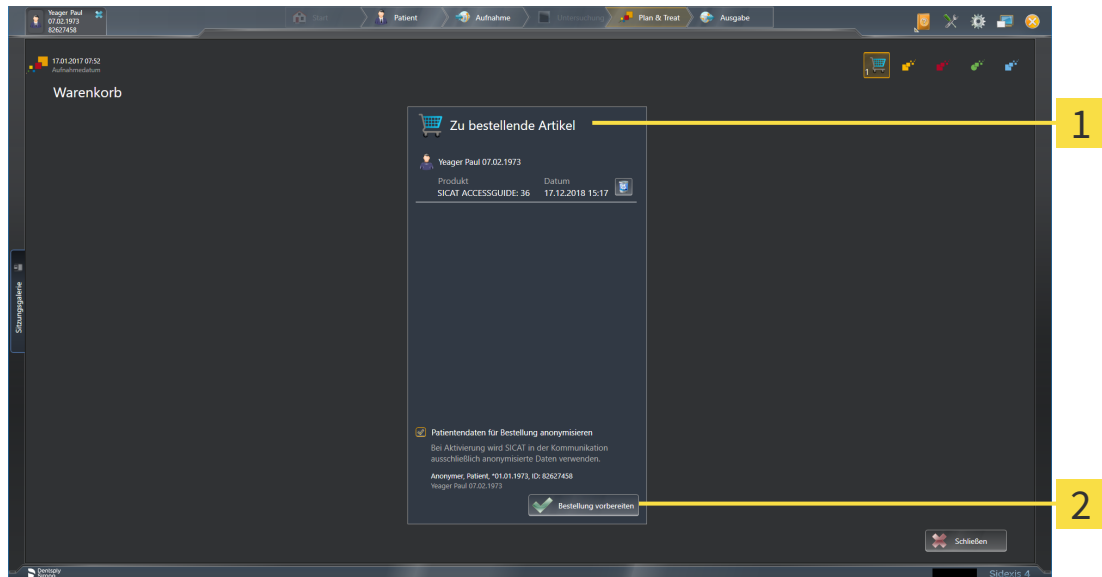 Yeager Paul
07.02.1973
82627458
Start
Patient
Aufnahme
Untersuchung
Plan & Treat
Ausgabe
17.01.2017 07:52
Aufnahmedatum
1
Warenkorb
Zu bestellende Artikel
1
Yeager Paul 07.02.1973
Produkt Datum
SICAT ACCESSGUIDE: 36 17.12.2018 15:17
Sitzungsgalerie
Patientendaten für Bestellung anonymisieren
Bei Aktivierung wird SICAT in der Kommunikation
ausschließlich anonymisierte Daten verwenden.
Anonymer, Patient, *01.01.1973, ID: 82627458
Yeager Paul 07.02.1973
Bestellung vorbereiten
2
Schließen
Dentsply
Sirona
Sidexis 4